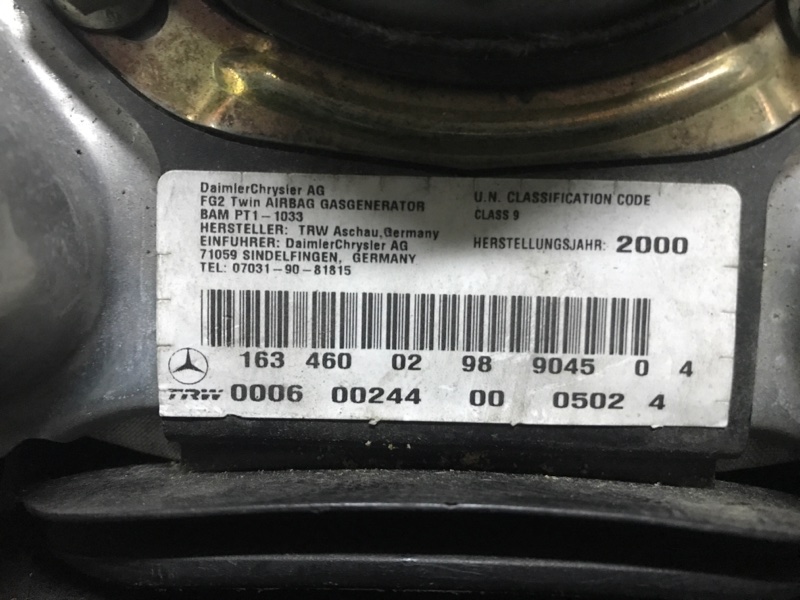 DaimlerChrysler AG
FG2 Twin AIRBAG GASGENERATOR
BAM PT1-1033
HERSTELLER: TRW Aschau,Germany
EINFUHRER: DaimlerChrysler AG
71059 SINDELFINGEN, GERMANY
TEL: 07031-90-81815
U.N. CLASSIFICATION CODE
CLASS 9
HERSTELLUNGSJAHR: 2000
163 460 02 98 9045 0 4
TRW 0006 00244 00 0502 4